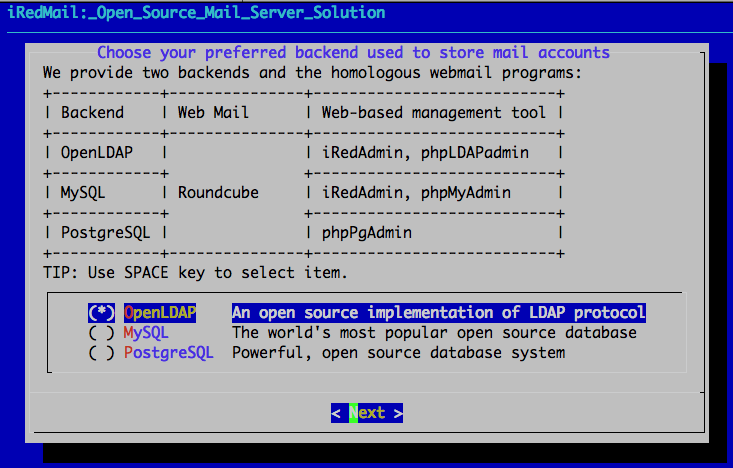 iRedMail:_Open_Source_Mail_Server_Solution
Choose your preferred backend used to store mail accounts
We provide two backends and the homologous webmail programs:
+------------+---------------+---------------------------+
| Backend    | Web Mail      | Web-based management tool |
+------------+---------------+---------------------------+
| OpenLDAP   |               | iRedAdmin, phpLDAPadmin   |
+------------+               +---------------------------+
| MySQL      | Roundcube     | iRedAdmin, phpMyAdmin     |
+------------+               +---------------------------+
| PostgreSQL |               | phpPgAdmin                |
+------------+---------------+---------------------------+
TIP: Use SPACE key to select item.
(*) OpenLDAP    An open source implementation of LDAP protocol
( ) MySQL       The world's most popular open source database
( ) PostgreSQL  Powerful, open source database system
< Next >